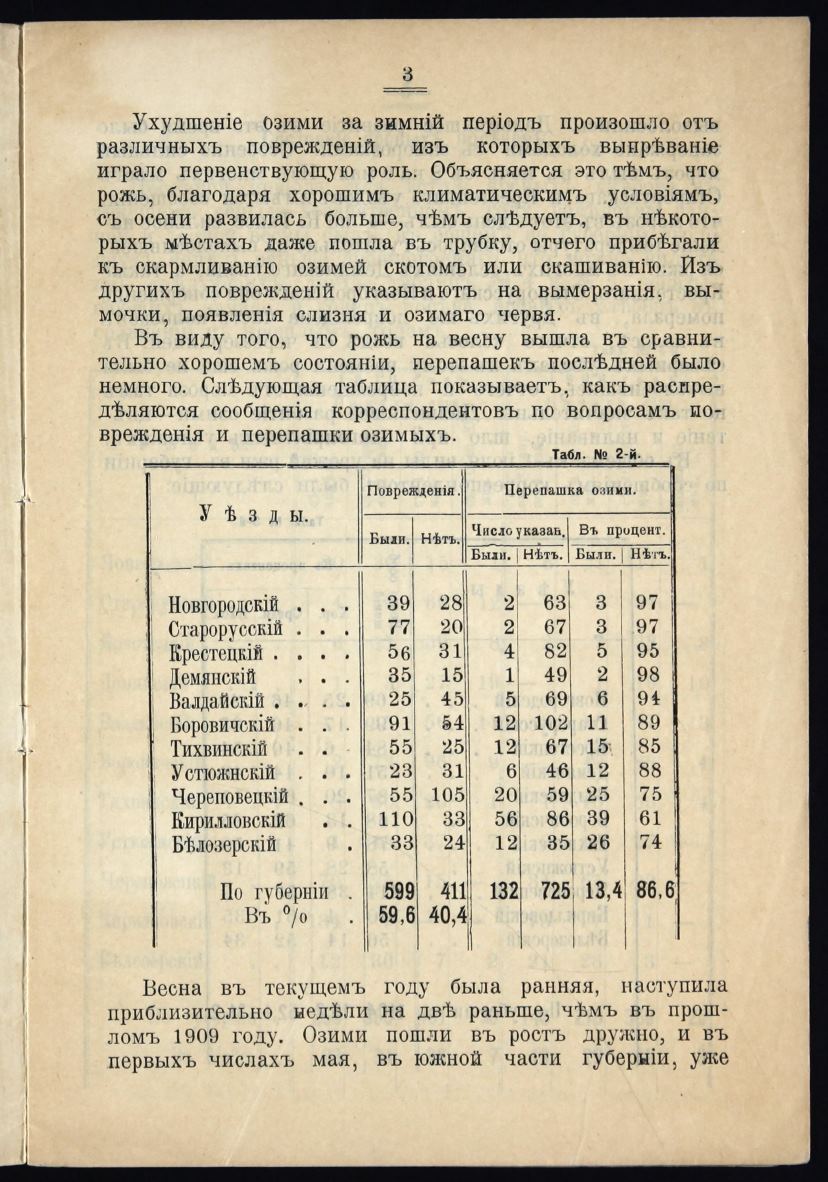 3
Ухудшеніе озими за зимній періодъ произошло отъ
различныхъ поврежденій, изъ которыхъ выпрѣваніе
играло первенствующую роль. Объясняется это тѣмъ, что
рожь, благодаря хорошимъ климатическимъ условіямъ,
съ осени развилась больше, чѣмъ слѣдуетъ, въ нѣкото-
рыхъ мѣстахъ даже пошла въ трубку, отчего прибѣгали
къ скармливанію озимей скотомъ или скашиванію. Изъ
другихъ поврежденій указываютъ на вымерзанія, вы-
мочки, появленія слизня и озимаго червя.
Въ виду того, что рожь на весну вышла въ сравни-
тельно хорошемъ состояніи, перепашекъ послѣдней было
немного. Слѣдующая таблица показываетъ, какъ распре-
дѣляются сообщенія корреспондентовъ по вопросамъ по-
врежденія и перепашки озимыхъ.
Табл. № 2-й.
Уѣзды. Поврежденія. Перепашка озими.
Были. Нѣтъ. Число указан. Въ процент.
Были. Нѣтъ. Были. Нѣтъ.
Новгородскій . . . 39 28 2 63 3 97
Старорусскій . . . 77 20 2 67 3 97
Крестецкій . . . . 56 31 4 82 5 95
Демянскій . . . 35 15 1 49 2 98
Валдайскій . . . . 25 45 5 69 6 94
Боровичскій . . . 91 54 12 102 11 89
Тихвинскій . . . 55 25 12 67 15 85
Устюжнскій . . . 23 31 6 46 12 88
Череповецкій . . . 55 105 20 59 25 75
Кирилловскій . . 110 33 56 86 39 61
Бѣлозерскій . 33 24 12 35 26 74
По губерніи . 599 411 132 725 13,4 86,6
Въ % . 59,6 40,4
Весна въ текущемъ году была ранняя, наступила
приблизительно недѣли на двѣ раньше, чѣмъ въ прош-
ломъ 1909 году. Озими пошли въ ростъ дружно, и въ
первыхъ числахъ мая, въ южной части губерніи, уже